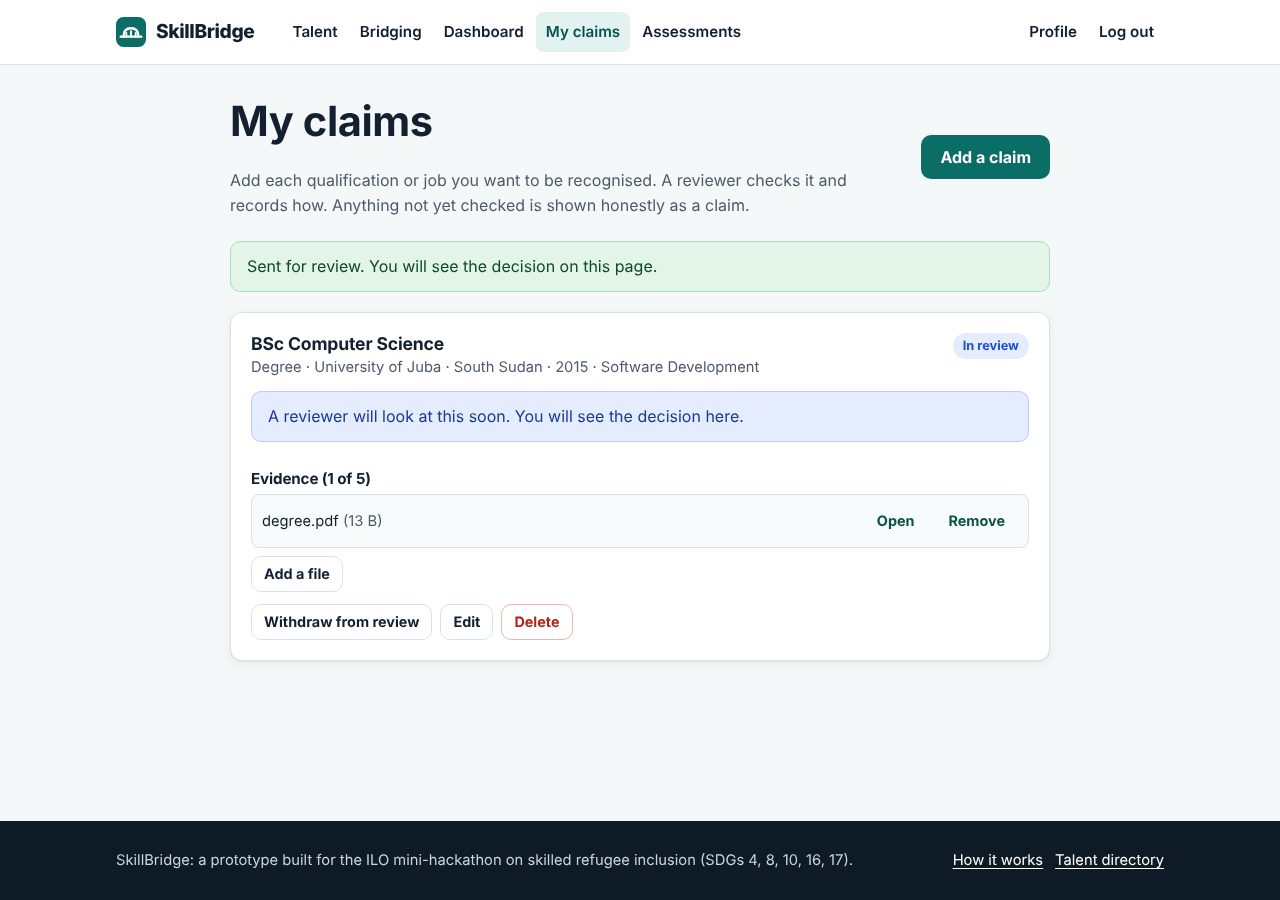 SkillBridge
Talent
Bridging
Dashboard
My claims
Assessments
Profile
Log out
My claims
Add a claim
Add each qualification or job you want to be recognised. A reviewer checks it and
records how. Anything not yet checked is shown honestly as a claim.
Sent for review. You will see the decision on this page.
BSc Computer Science
In review
Degree · University of Juba · South Sudan · 2015 · Software Development
A reviewer will look at this soon. You will see the decision here.
Evidence (1 of 5)
degree.pdf (13 B)
Open
Remove
Add a file
Withdraw from review
Edit
Delete
SkillBridge: a prototype built for the ILO mini-hackathon on skilled refugee inclusion (SDGs 4, 8, 10, 16, 17).
How it works
Talent directory